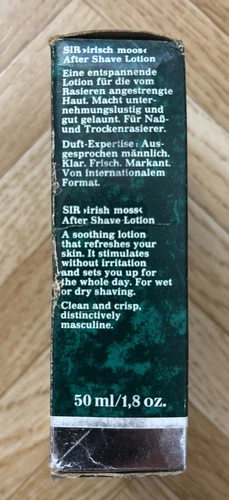 SIR ›irisch moos‹
After Shave Lotion
Eine entspannende
Lotion für die vom
Rasieren angestrengte
Haut. Macht unter-
nehmungslustig und
gut gelaunt. Für Naß-
und Trockenrasierer.
Duft-Expertise: Aus-
gesprochen männlich.
Klar. Frisch. Markant.
Von internationalem
Format.
SIR ›irish moss‹
After Shave Lotion
A soothing lotion
that refreshes your
skin. It stimulates
without irritation
and sets you up for
the whole day. For wet
or dry shaving.
Clean and crisp,
distinctively
masculine.
50 ml/1,8 oz.